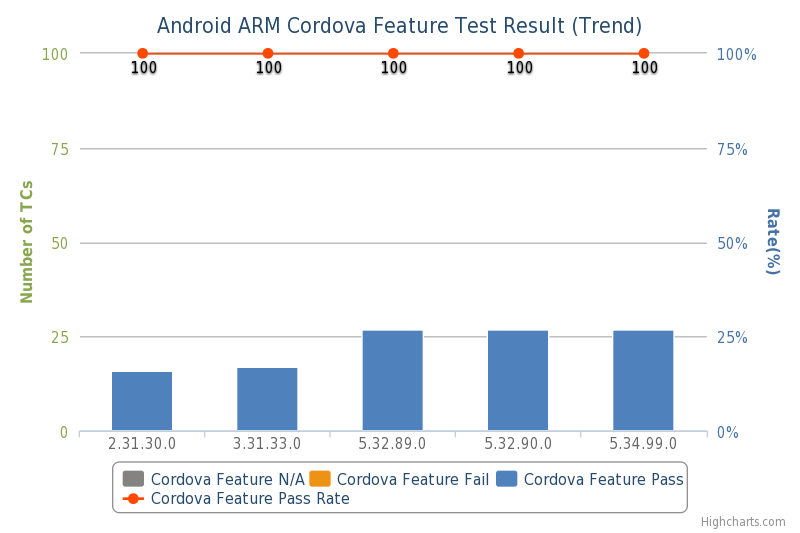 Android ARM Cordova Feature Test Result (Trend)
100
75
50
25
0
Number of TCs
100%
75%
50%
25%
0%
Rate(%)
100 100 100 100 100
2.31.30.0 3.31.33.0 5.32.89.0 5.32.90.0 5.34.99.0
Cordova Feature N/A Cordova Feature Fail Cordova Feature Pass
Cordova Feature Pass Rate
Highcharts.com